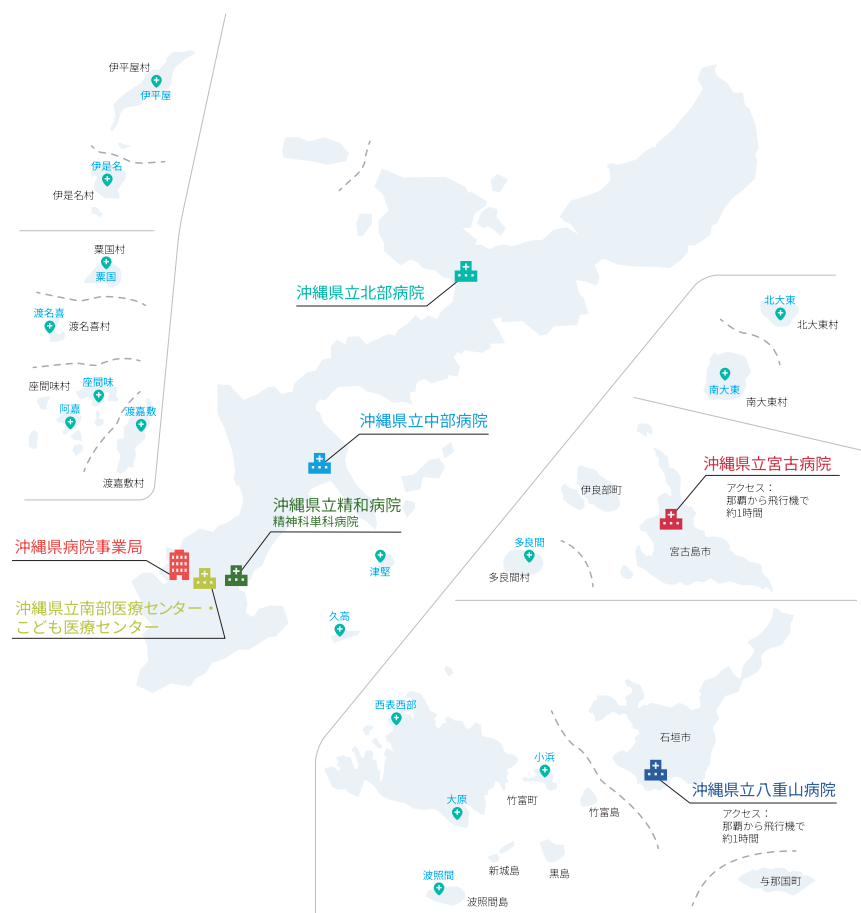 伊平屋村
伊平屋
伊是名
伊是名村
粟国村
粟国
渡名喜
渡名喜村
座間味村
座間味
阿嘉
渡嘉敷
渡嘉敷村
沖縄県立北部病院
沖縄県立中部病院
沖縄県立精和病院
精神科単科病院
沖縄県病院事業局
沖縄県立南部医療センター・
こども医療センター
津堅
久高
北大東
北大東村
南大東
南大東村
沖縄県立宮古病院
アクセス：
那覇から飛行機で
約1時間
伊良部町
宮古島市
多良間
多良間村
西表西部
大原
小浜
竹富町
竹富島
石垣市
沖縄県立八重山病院
アクセス：
那覇から飛行機で
約1時間
新城島
黒島
波照間
波照間島
与那国町